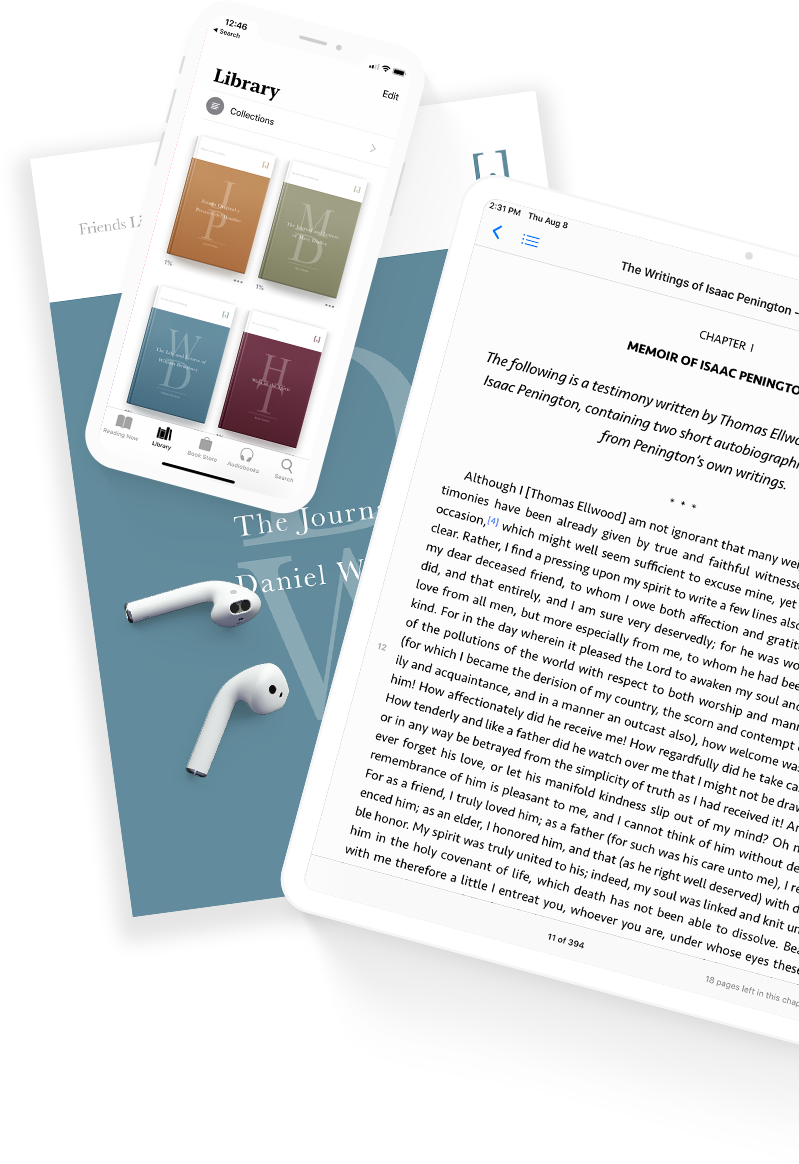 12:46
Search
Library
Edit
Collections
1%
1%
Reading Now
Library
Book Store
Audiobooks
Search
Friends Li
[.]
The Journ
Daniel W
2:31 PM Thu Aug 8
The Writings of Isaac Penington –
CHAPTER I
MEMOIR OF ISAAC PENINGTO
The following is a testimony written by Thomas Ellwo
Isaac Penington, containing two short autobiographi
from Penington's own writings.
* * *
Although I [Thomas Ellwood] am not ignorant that many wer
timonies have been already given by true and faithful witnesse
occasion,[4] which might well seem sufficient to excuse mine, yet
clear. Rather, I find a pressing upon my spirit to write a few lines also
my dear deceased friend, to whom I owe both affection and gratit
did, and that entirely, and I am sure very deservedly; for he was wo
love from all men, but more especially from me, to whom he had bee
kind. For in the day wherein it pleased the Lord to awaken my soul and
of the pollutions of the world with respect to both worship and mann
12
(for which I became the derision of my country, the scorn and contempt
ily and acquaintance, and in a manner an outcast also), how welcome was
him! How affectionately did he receive me! How regardfully did he take ca
How tenderly and like a father did he watch over me that I might not be draw
or in any way be betrayed from the simplicity of truth as I had received it! An
ever forget his love, or let his manifold kindness slip out of my mind? Oh n
remembrance of him is pleasant to me, and I cannot think of him without de
For as a friend, I truly loved him; as a father (for such was his care unto me), I re
enced him; as an elder, I honored him, and that (as he right well deserved) with d
ble honor. My spirit was truly united to his; indeed, my soul was linked and knit un
him in the holy covenant of life, which death has not been able to dissolve. Bea
with me therefore a little I entreat you, whoever you are, under whose eyes these
11 of 394
18 pages left in this chap